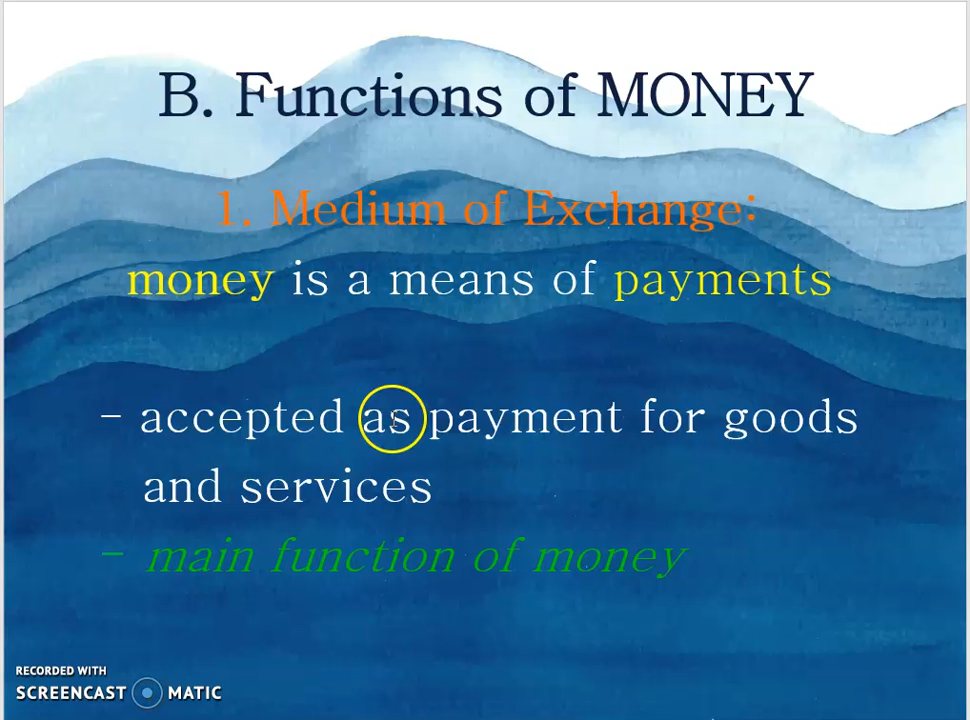 B. Functions of MONEY
1. Medium of Exchange:
money is a means of payments
- accepted as payment for goods
and services
- main function of money
RECORDED WITH
SCREENCAST MATIC